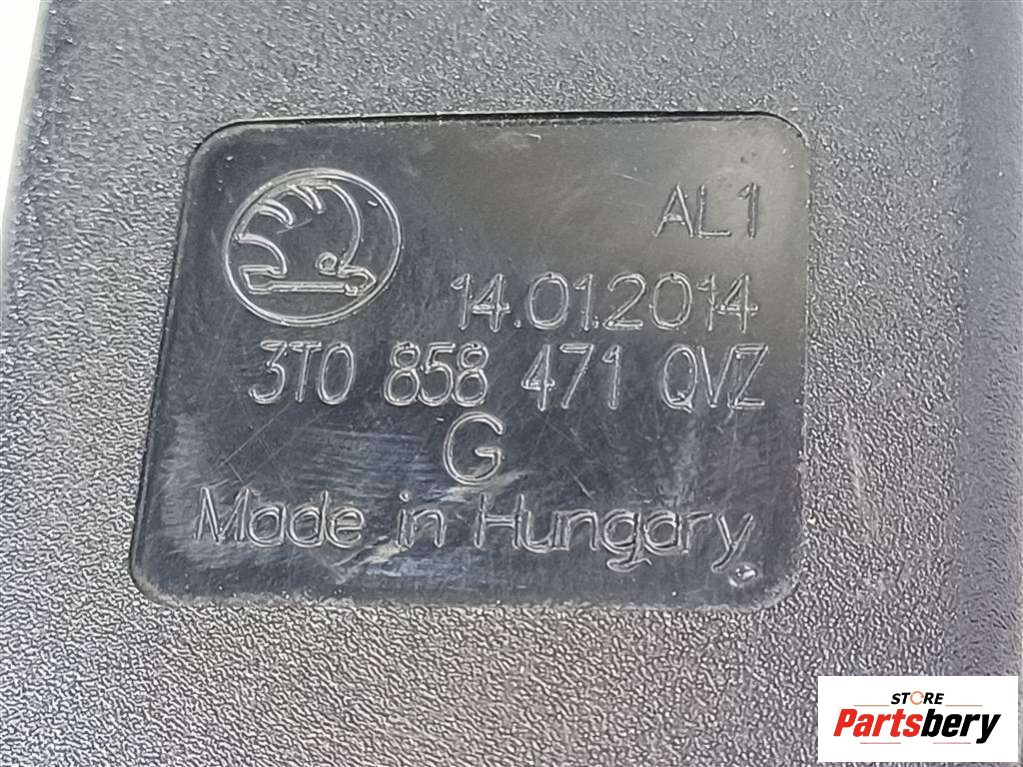 AL1
14.01.2014
3T0 858 471 QVZ
G
Made in Hungary
STORE
Partsbery